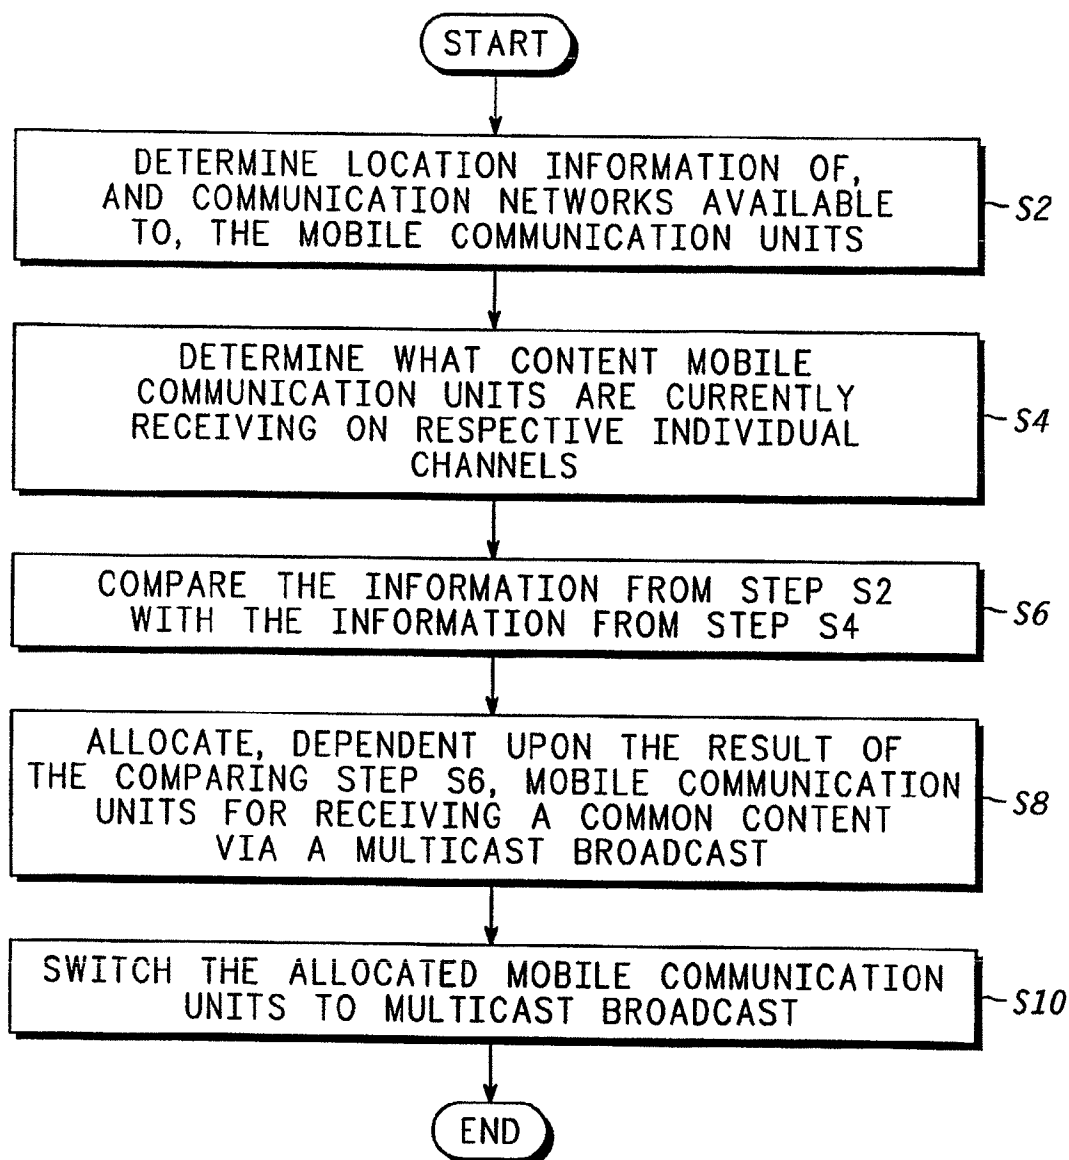 START
DETERMINE LOCATION INFORMATION OF,
AND COMMUNICATION NETWORKS AVAILABLE
TO, THE MOBILE COMMUNICATION UNITS
S2
DETERMINE WHAT CONTENT MOBILE
COMMUNICATION UNITS ARE CURRENTLY
RECEIVING ON RESPECTIVE INDIVIDUAL
CHANNELS
S4
COMPARE THE INFORMATION FROM STEP S2
WITH THE INFORMATION FROM STEP S4
S6
ALLOCATE, DEPENDENT UPON THE RESULT OF
THE COMPARING STEP S6, MOBILE COMMUNICATION
UNITS FOR RECEIVING A COMMON CONTENT
VIA A MULTICAST BROADCAST
S8
SWITCH THE ALLOCATED MOBILE COMMUNICATION
UNITS TO MULTICAST BROADCAST
S10
END